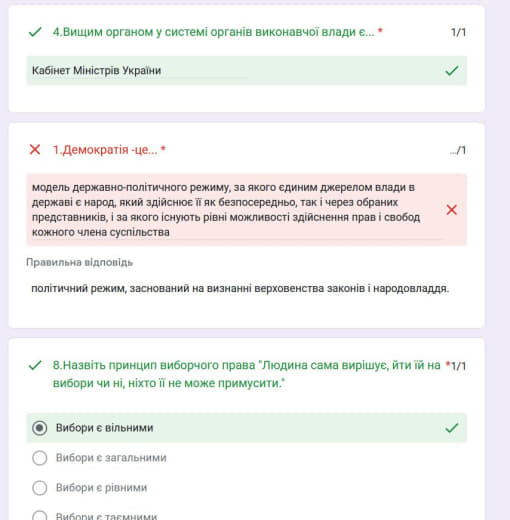 4.Вищим органом у системі органів виконавчої влади є... *
1/1
Кабінет Міністрів України
1.Демократія -це... *
.../1
модель державно-політичного режиму, за якого єдиним джерелом влади в
державі є народ, який здійснює її як безпосередньо, так і через обраних
представників, і за якого існують рівні можливості здійснення прав і свобод
кожного члена суспільства
Правильна відповідь
політичний режим, заснований на визнанні верховенства законів і народовладдя.
8.Назвіть принцип виборчого права "Людина сама вирішує, йти їй на *1/1
вибори чи ні, ніхто її не може примусити."
Вибори є вільними
Вибори є загальними
Вибори є рівними
Вибори є таємними